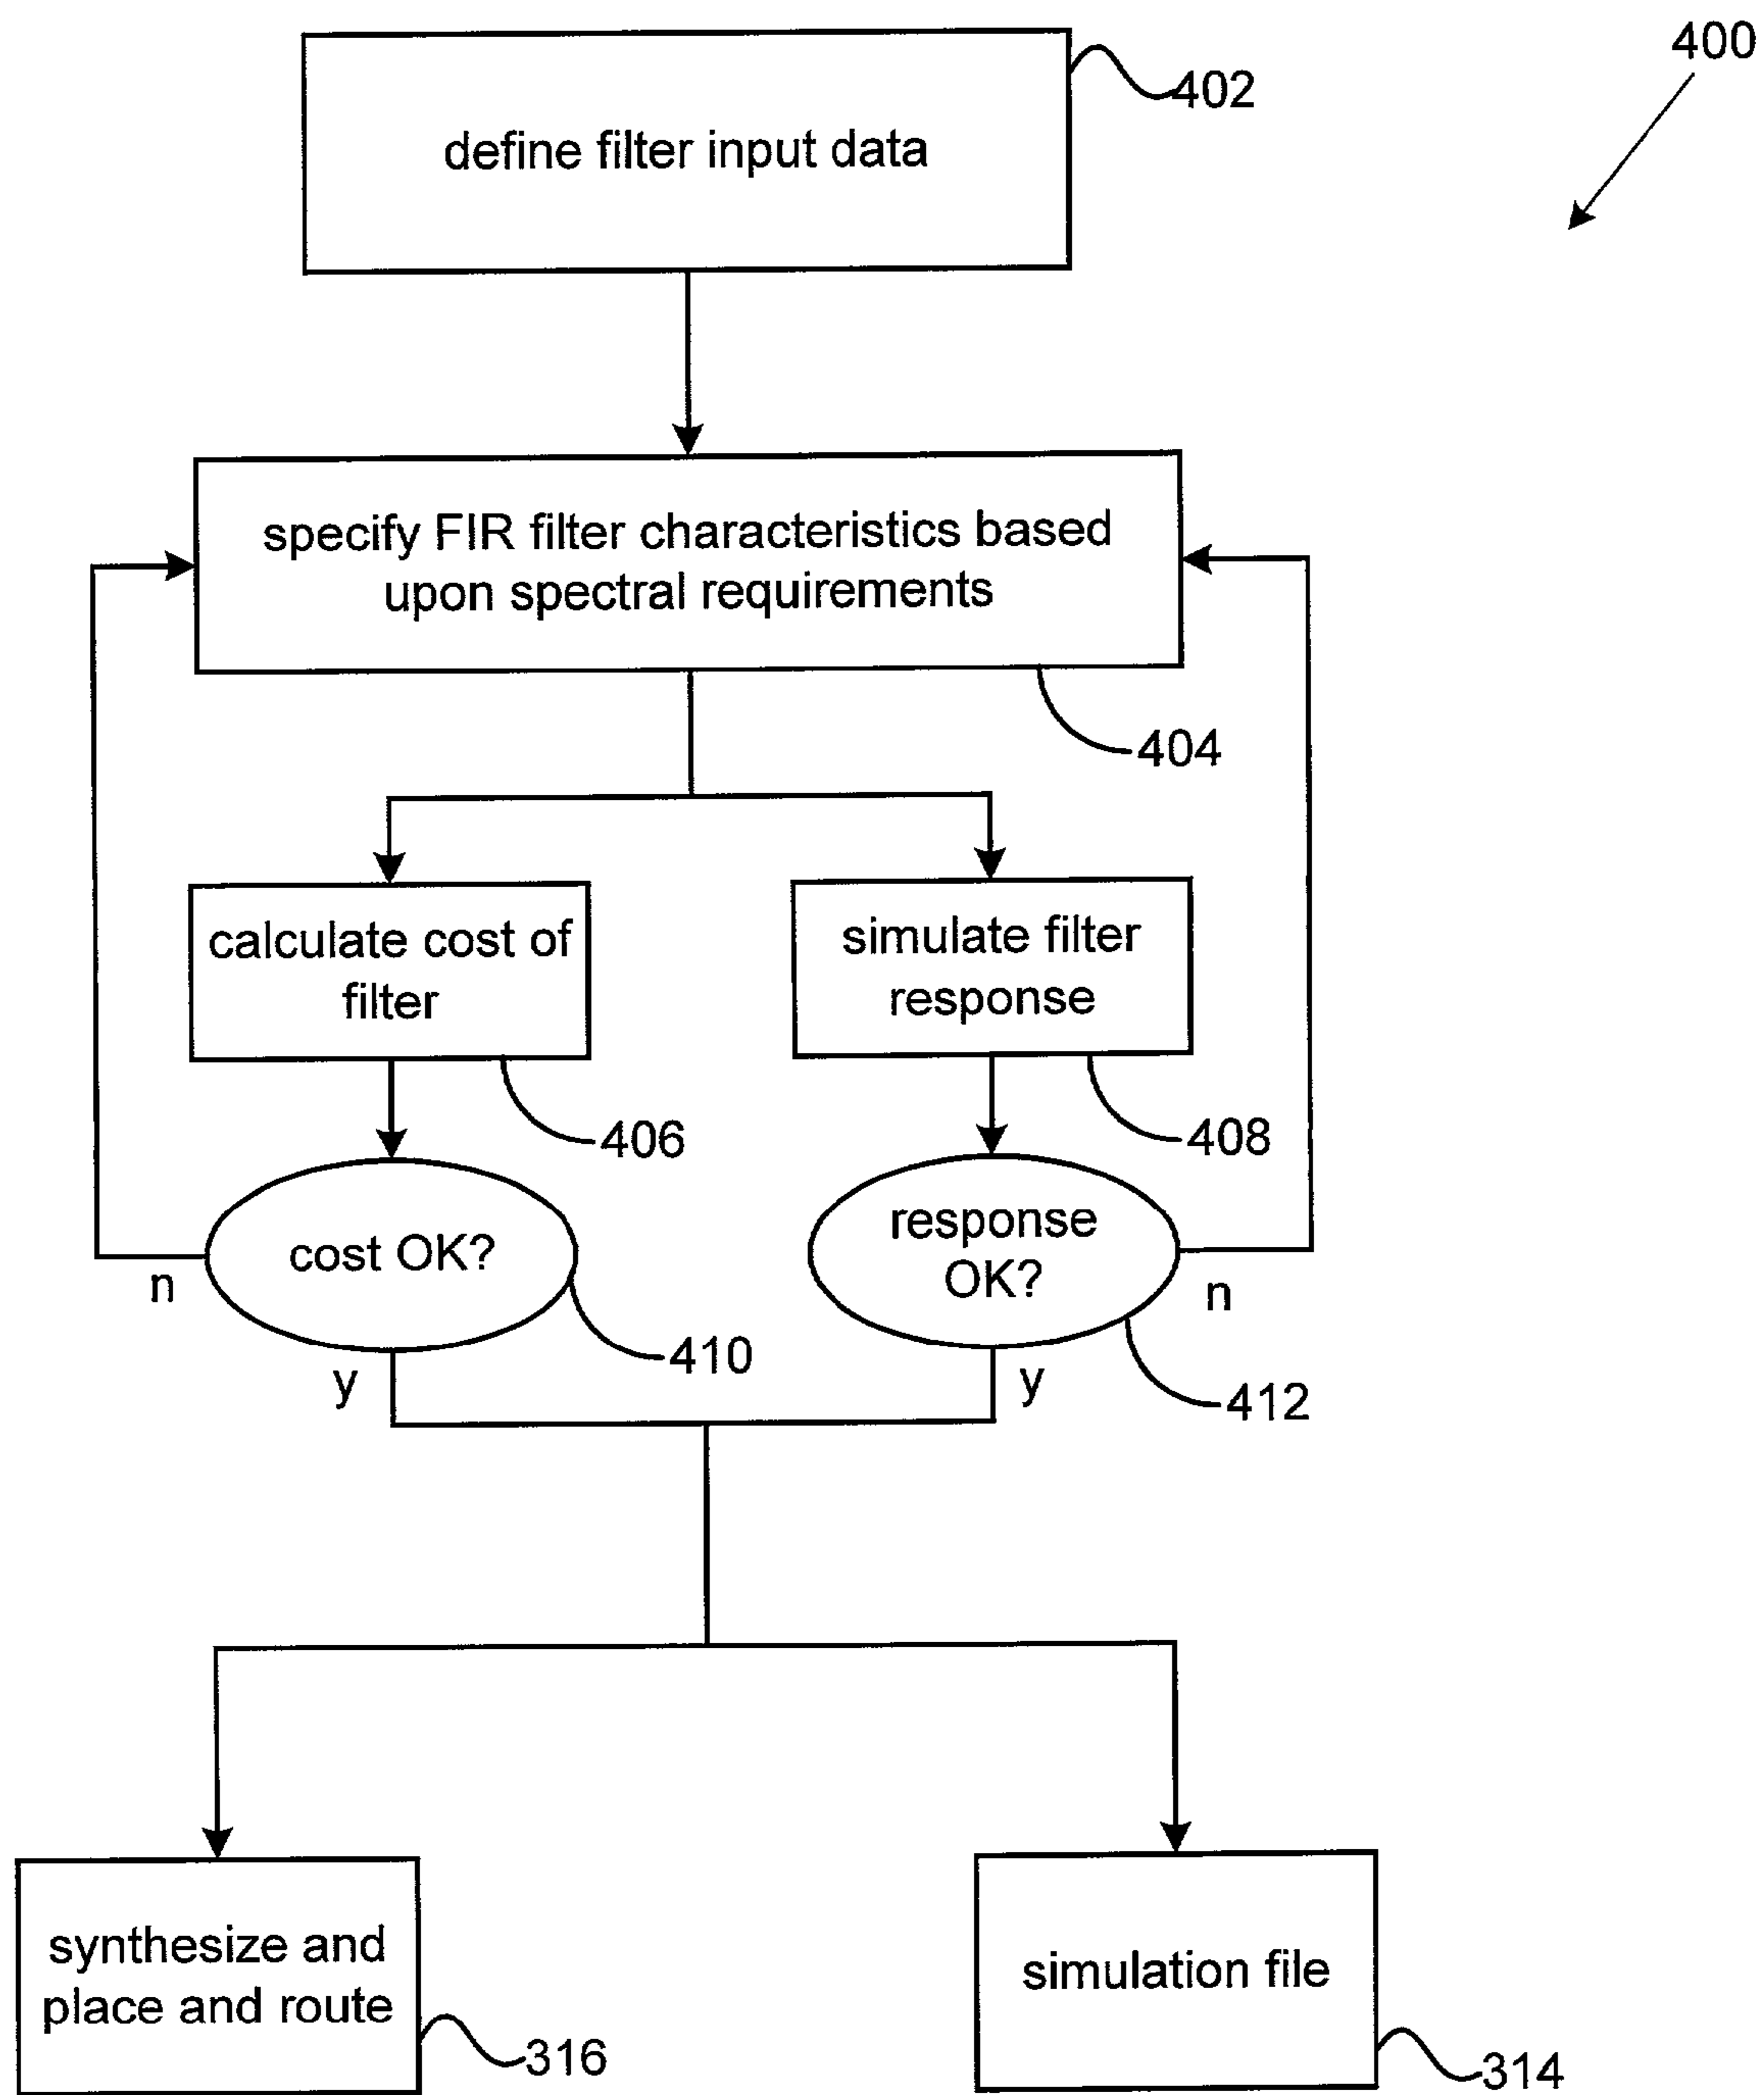 400
402
define filter input data
specify FIR filter characteristics based
upon spectral requirements
404
calculate cost of
filter
simulate filter
response
406
408
cost OK?
response
OK?
n
n
410
412
y
y
synthesize and
place and route
simulation file
316
314